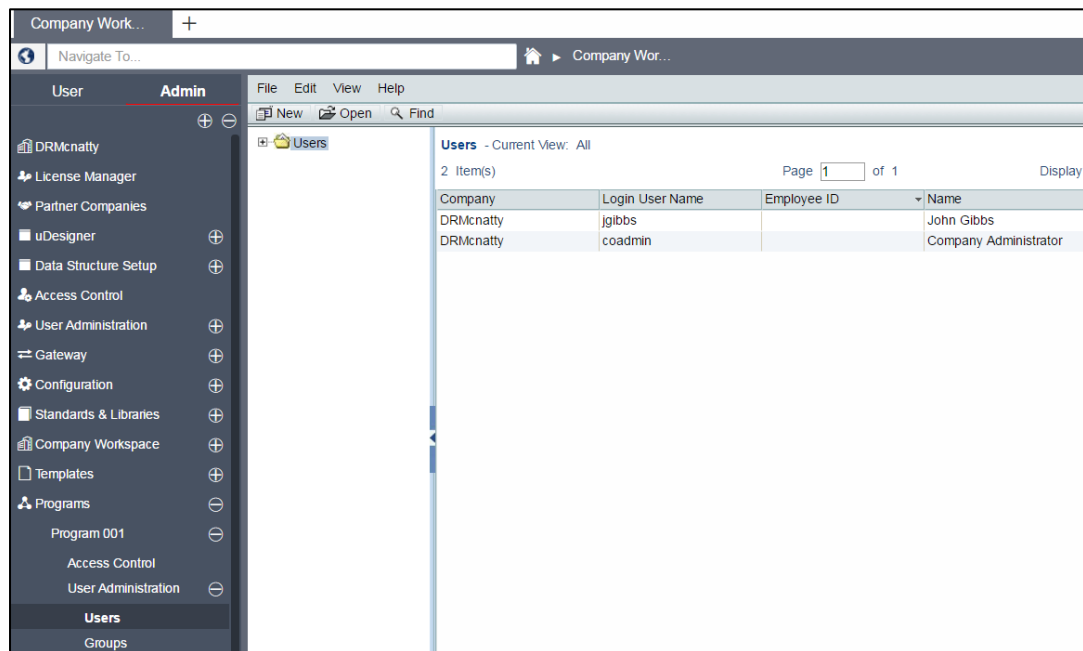 Company Work... +
Navigate To...
Company Wor...
User Admin
DRMcnatty
License Manager
Partner Companies
uDesigner
Data Structure Setup
Access Control
User Administration
Gateway
Configuration
Standards & Libraries
Company Workspace
Templates
Programs
Program 001
Access Control
User Administration
Users
Groups
File Edit View Help
New Open Find
Users
Users - Current View: All
2 Item(s) Page 1 of 1 Display
Company Login User Name Employee ID Name
DRMcnatty jgibbs John Gibbs
DRMcnatty coadmin Company Administrator